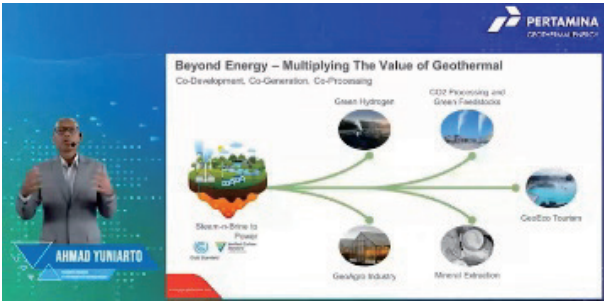 PERTAMINA
GEOTHERMAL ENERGY
Beyond Energy – Multiplying The Value of Geothermal
Co-Development, Co-Generation, Co-Processing
Green Hydrogen
CO2 Processing and
Green Feedstocks
GeoEco Tourism
Steam-n-Brine to
Power
GeoAgro Industry
Mineral Extraction
AHMAD YUNIARTO